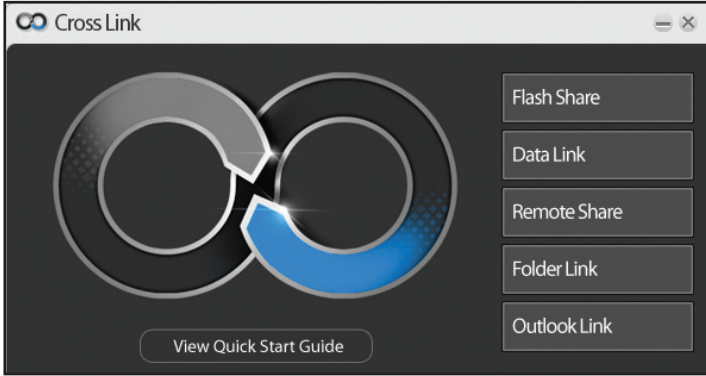 Cross Link
Flash Share
Data Link
Remote Share
Folder Link
Outlook Link
View Quick Start Guide